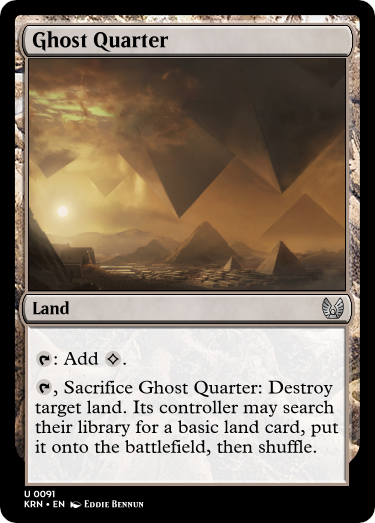 Ghost Quarter
Land
: Add .
, Sacrifice Ghost Quarter: Destroy
target land. Its controller may search
their library for a basic land card, put
it onto the battlefield, then shuffle.
U 0091
KRN • EN Eddie Bennun